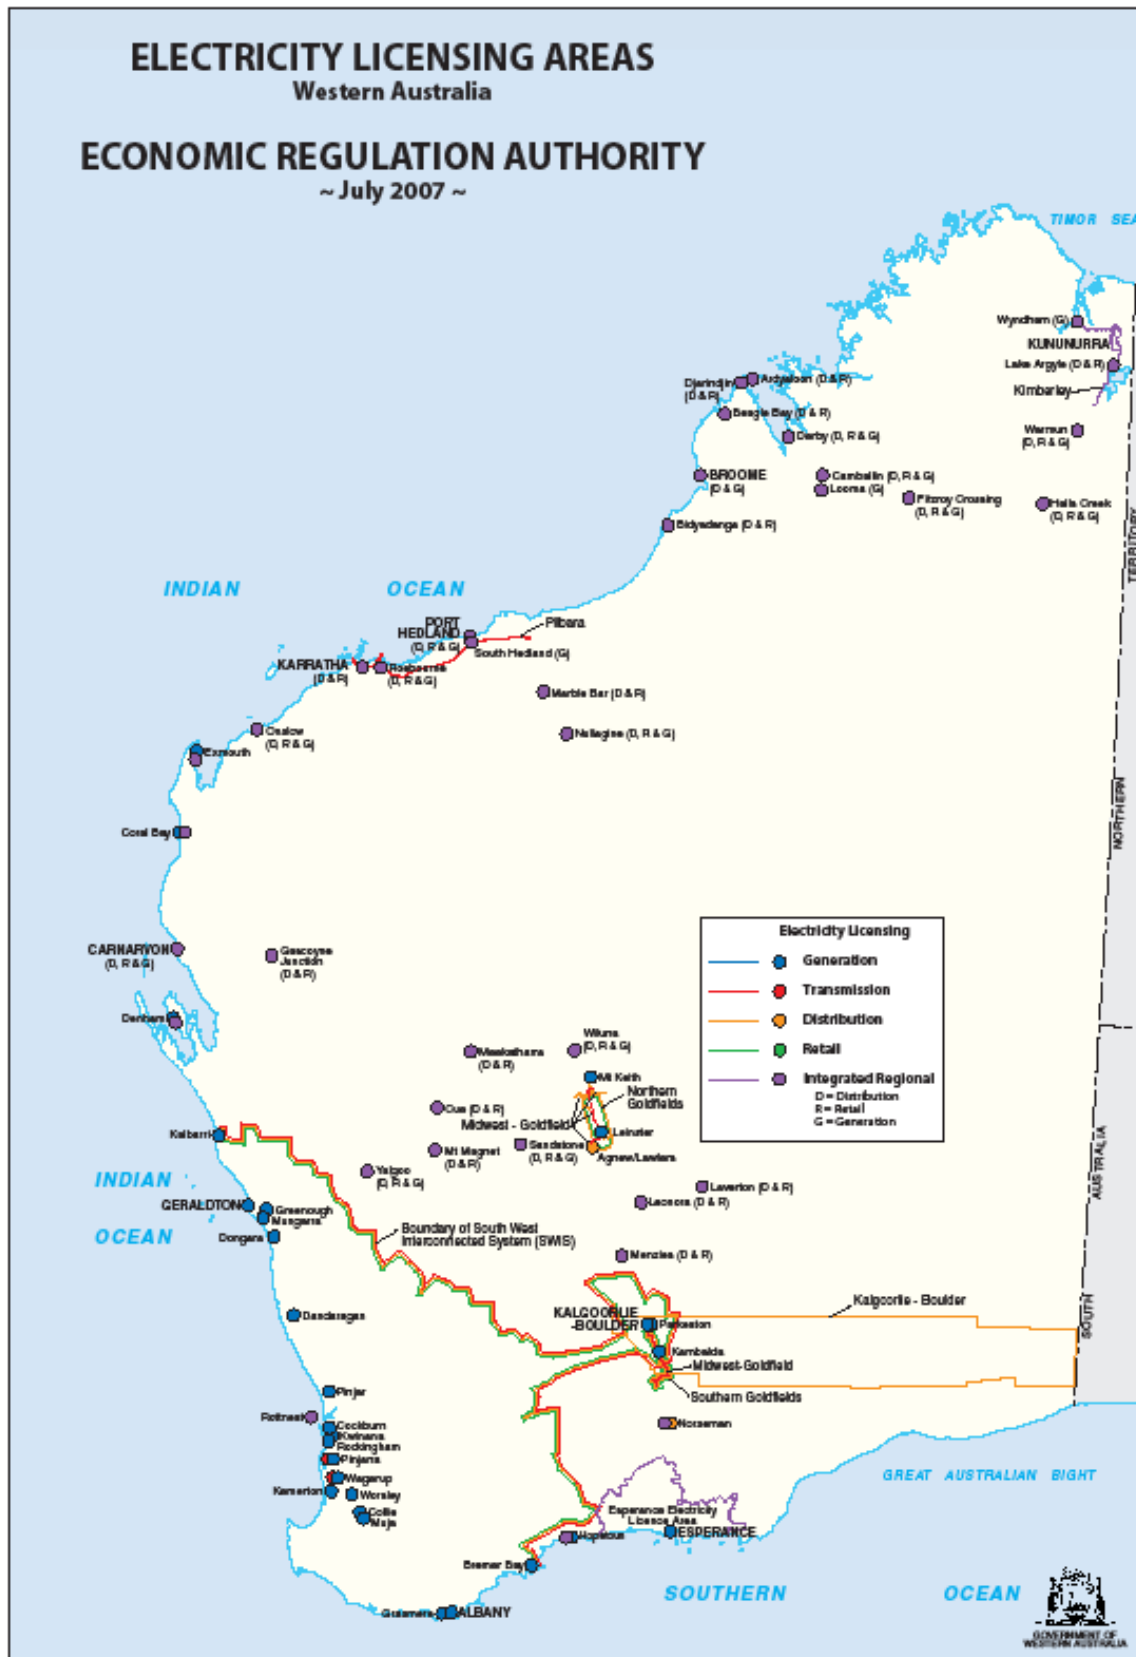 ELECTRICITY LICENSING AREAS
Western Australia
ECONOMIC REGULATION AUTHORITY
~ July 2007 ~
TIMOR SEA
Wyndham (G)
KUNUNURRA
Lake Argyle (D & R)
Kimberley
Djarindjin
(D & R)
Ardyaloon (D & R)
Beagle Bay (D & R)
Derby (D, R & G)
Warmun
(D, R & G)
BROOME
(D & G)
Camballin (D, R & G)
Looma (G)
Fitzroy Crossing
(D, R & G)
Halls Creek
(D, R & G)
Bidyadanga (D & R)
TERRITORY
NORTHERN
INDIAN OCEAN
PORT
HEDLAND
(D, R & G)
Pilbara
South Hedland (G)
KARRATHA
(D & R)
Roebourne
(D, R & G)
Marble Bar (D & R)
Onslow
(D, R & G)
Nullagine (D, R & G)
Exmouth
Coral Bay
CARNARVON
(D, R & G)
Gascoyne
Junction
(D & R)
Electricity Licensing
Generation
Transmission
Distribution
Retail
Integrated Regional
D = Distribution
R = Retail
G = Generation
Denham
Meekatharra
(D & R)
Wiluna
(D, R & G)
Mt Keith
Northern
Goldfields
Cue (D & R)
Midwest - Goldfield
Leinster
Kalbarri
Mt Magnet
(D & R)
Sandstone
(D, R & G)
Agnew/Lawlers
Yalgoo
(D, R & G)
INDIAN
OCEAN
GERALDTON
Greenough
Mungarra
Dongara
Laverton (D & R)
Leonora (D & R)
AUSTRALIA
SOUTH
Boundary of South West
Interconnected System (SWIS)
Menzies (D & R)
Kalgoorlie - Boulder
KALGOORLIE
-BOULDER
Parkeston
Dandaragan
Kambalda
Midwest-Goldfield
Southern Goldfields
Pinjar
Rottnest
Cockburn
Kwinana
Rockingham
Norseman
Pinjarra
Wagerup
Kemerton
Worsley
Collie
Muja
GREAT AUSTRALIAN BIGHT
Esperance Electricity
Licence Area
Hopetoun
ESPERANCE
Bremer Bay
SOUTHERN OCEAN
Grasmere
ALBANY
GOVERNMENT OF
WESTERN AUSTRALIA